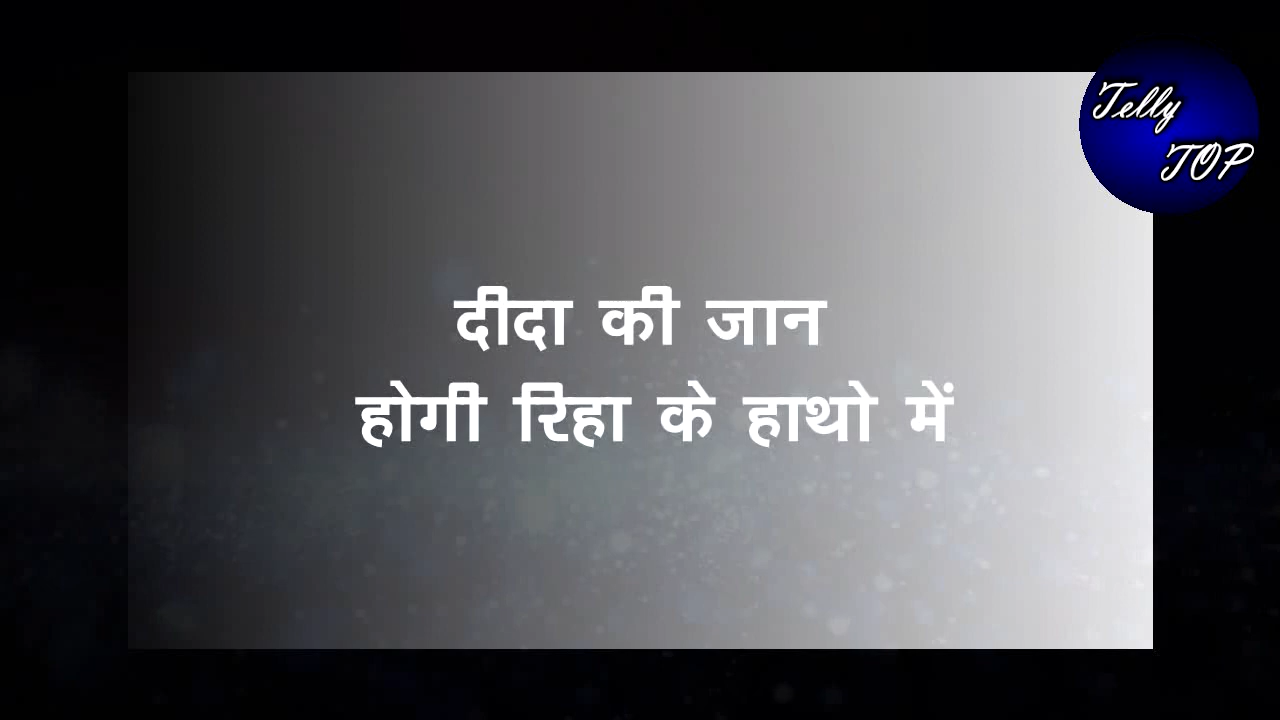 Telly
TOP
दीदा की जान
होगी रिहा के हाथो में